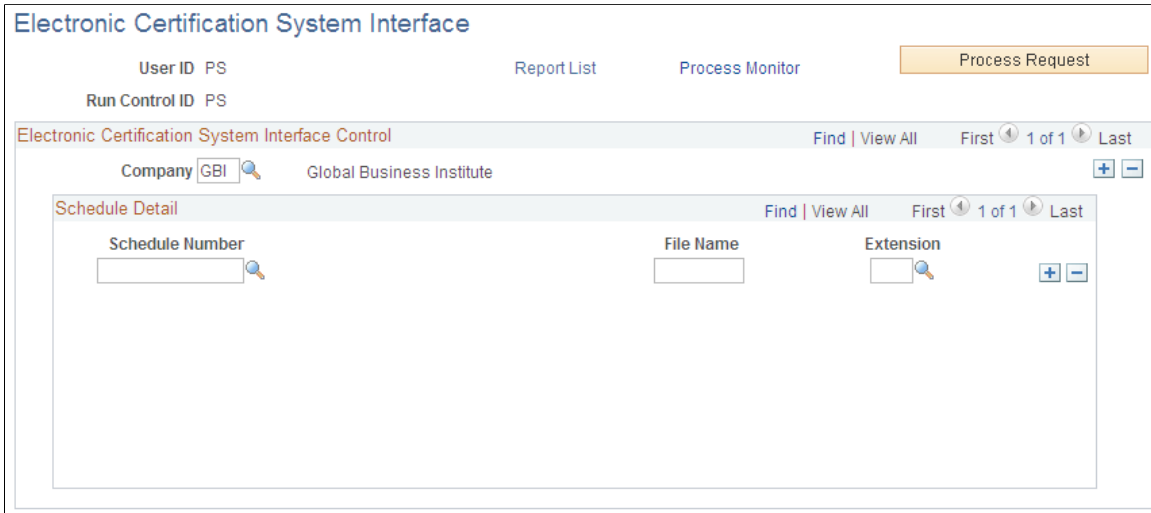 Electronic Certification System Interface
User ID PS Report List Process Monitor Process Request
Run Control ID PS
Electronic Certification System Interface Control Find | View All First 1 of 1 Last
Company GBI Global Business Institute
Schedule Detail Find | View All First 1 of 1 Last
Schedule Number File Name Extension